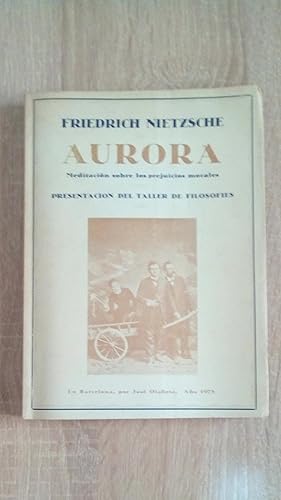 FRIEDRICH NIETZSCHE
AURORA
Meditación sobre los prejuicios morales
PRESENTACION DEL TALLER DE FILOSOFIES
En Barcelona, por José Olañeta, Año 1978